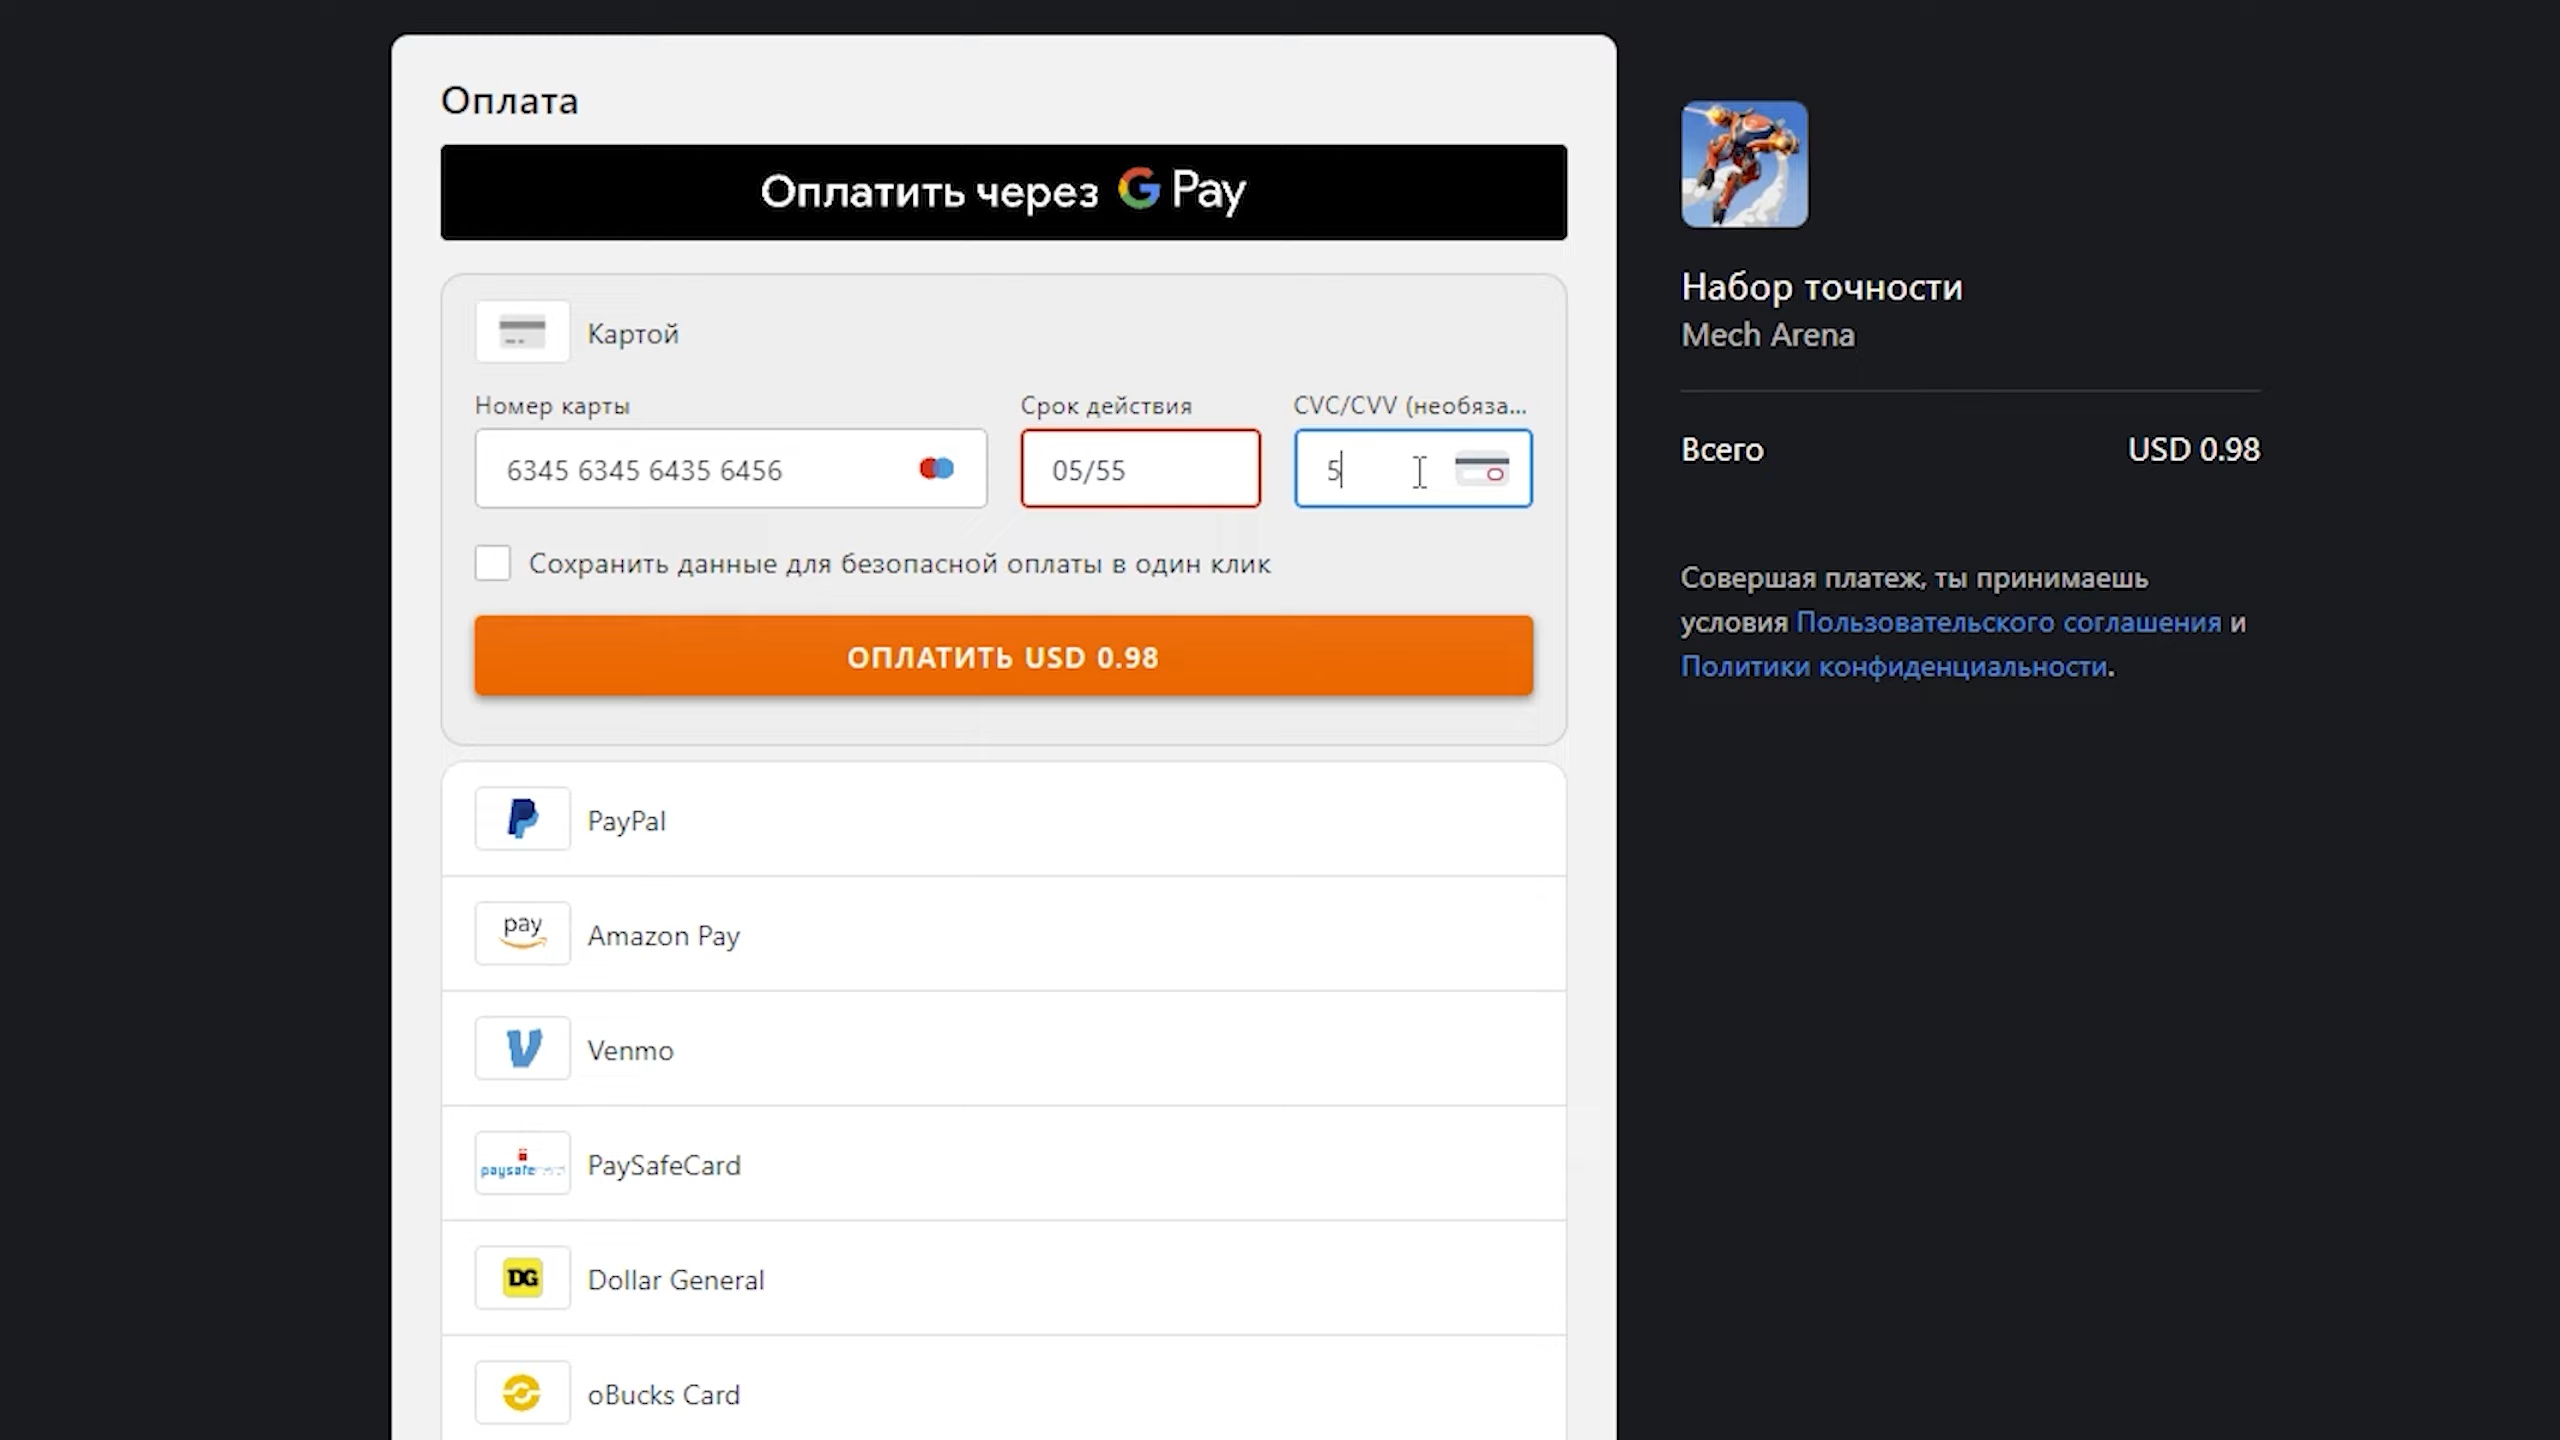 Оплата
Оплатить через G Pay
Картой
Номер карты
Срок действия
CVC/CVV (необяза...
6345 6345 6435 6456
05/55
5
Сохранить данные для безопасной оплаты в один клик
ОПЛАТИТЬ USD 0.98
PayPal
pay
Amazon Pay
Venmo
PaySafeCard
DG
Dollar General
oBucks Card
Набор точности
Mech Arena
Всего
USD 0.98
Совершая платеж, ты принимаешь
условия Пользовательского соглашения и
Политики конфиденциальности.